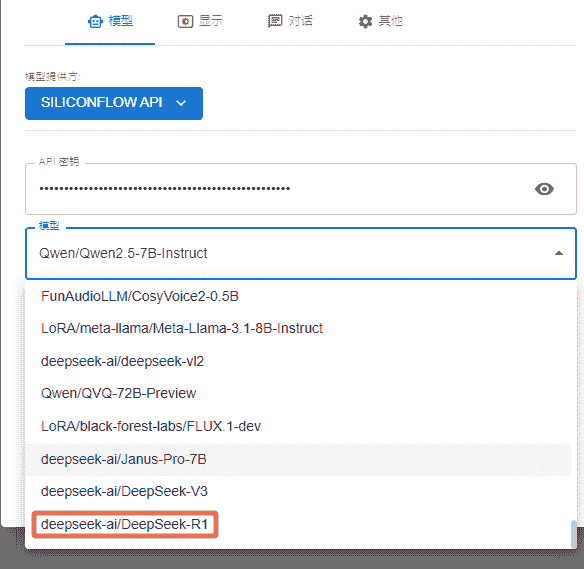 模型 显示 对话 其他
模型提供方:
SILICONFLOW API
API 密钥
••••••••••••••••••••••••••••••••••••••••••••••••••
模型
Qwen/Qwen2.5-7B-Instruct
FunAudioLLM/CosyVoice2-0.5B
LoRA/meta-llama/Meta-Llama-3.1-8B-Instruct
deepseek-ai/deepseek-vl2
Qwen/QVQ-72B-Preview
LoRA/black-forest-labs/FLUX.1-dev
deepseek-ai/Janus-Pro-7B
deepseek-ai/DeepSeek-V3
deepseek-ai/DeepSeek-R1